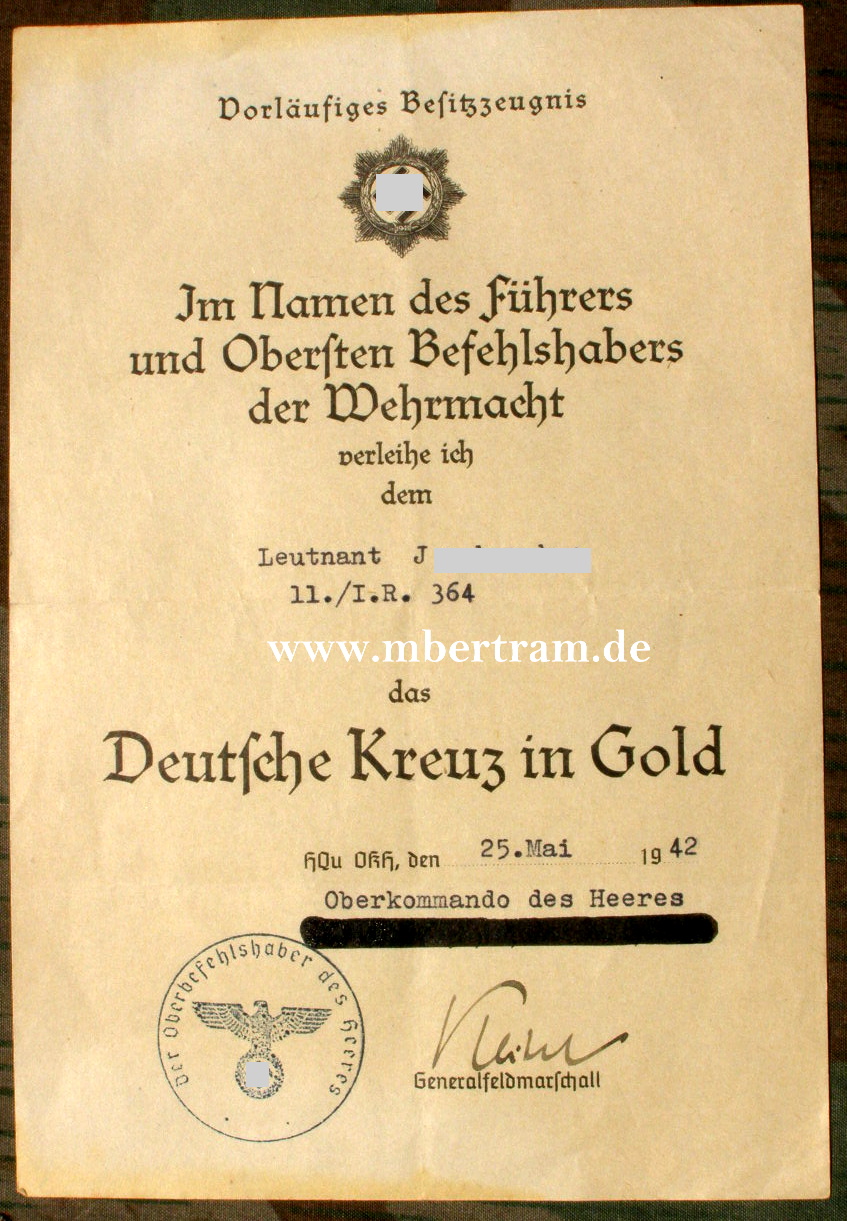 Vorläufiges Beſitzzeugnis
Im Namen des Führers
und Oberſten Befehlshabers
der Wehrmacht
verleihe ich
dem
Leutnant J
11./I.R. 364
www.mbertram.de
das
Deutſche Kreuz in Gold
HQu OKH, den 25.Mai 1942
Oberkommando des Heeres
Der Oberbefehlshaber des Heeres
Keitel
Generalfeldmarſchall